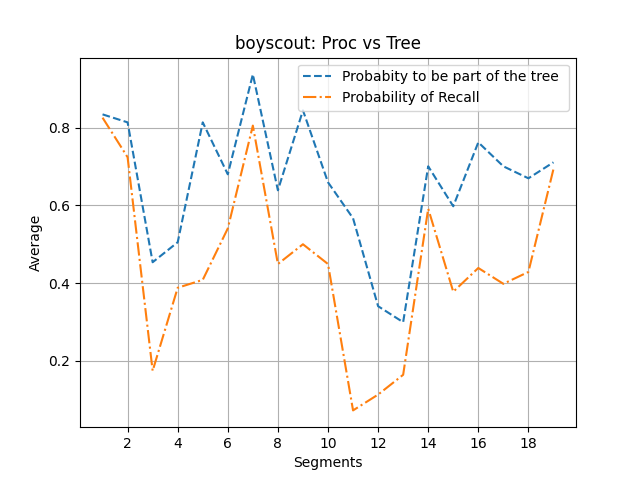 boyscout: Proc vs Tree
Probabity to be part of the tree
Probability of Recall
Average
0.8
0.6
0.4
0.2
2 4 6 8 10 12 14 16 18
Segments